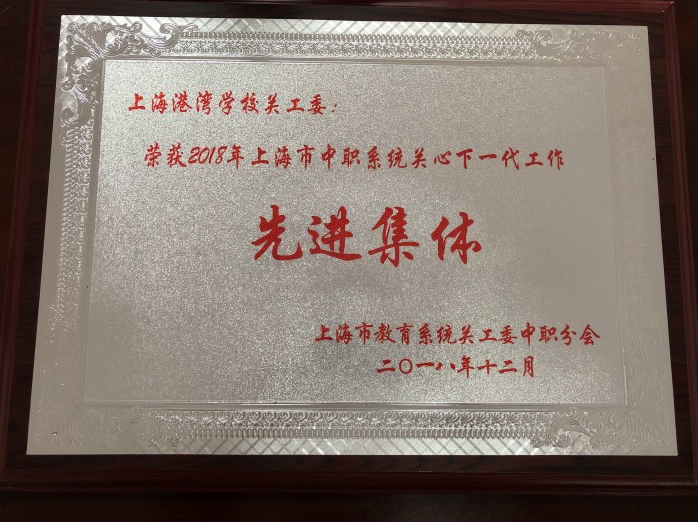 上海港湾学校关工委：
荣获2018年上海市中职系统关心下一代工作
先进集体
上海市教育系统关工委中职分会
二〇一八年十二月